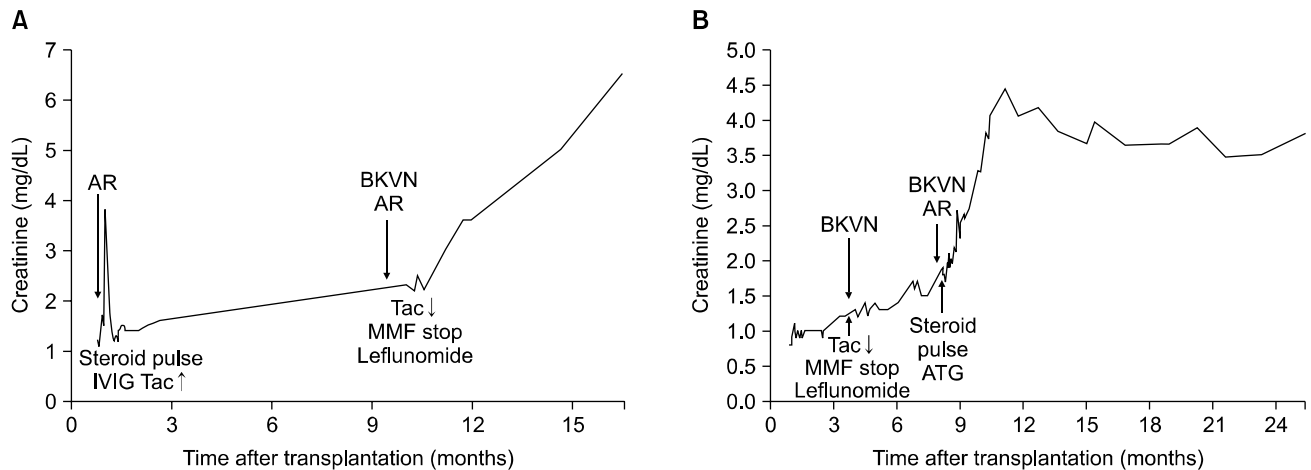 A
Creatinine (mg/dL)
7
6
5
4
3
2
1
0
AR
Steroid pulse
IVIG Tac↑
BKVN
AR
Tac↓
MMF stop
Leflunomide
0 3 6 9 12 15
Time after transplantation (months)
B
Creatinine (mg/dL)
5.0
4.5
4.0
3.5
3.0
2.5
2.0
1.5
1.0
0.5
0.0
BKVN
Tac↓
MMF stop
Leflunomide
BKVN
AR
Steroid
pulse
ATG
0 3 6 9 12 15 18 21 24
Time after transplantation (months)